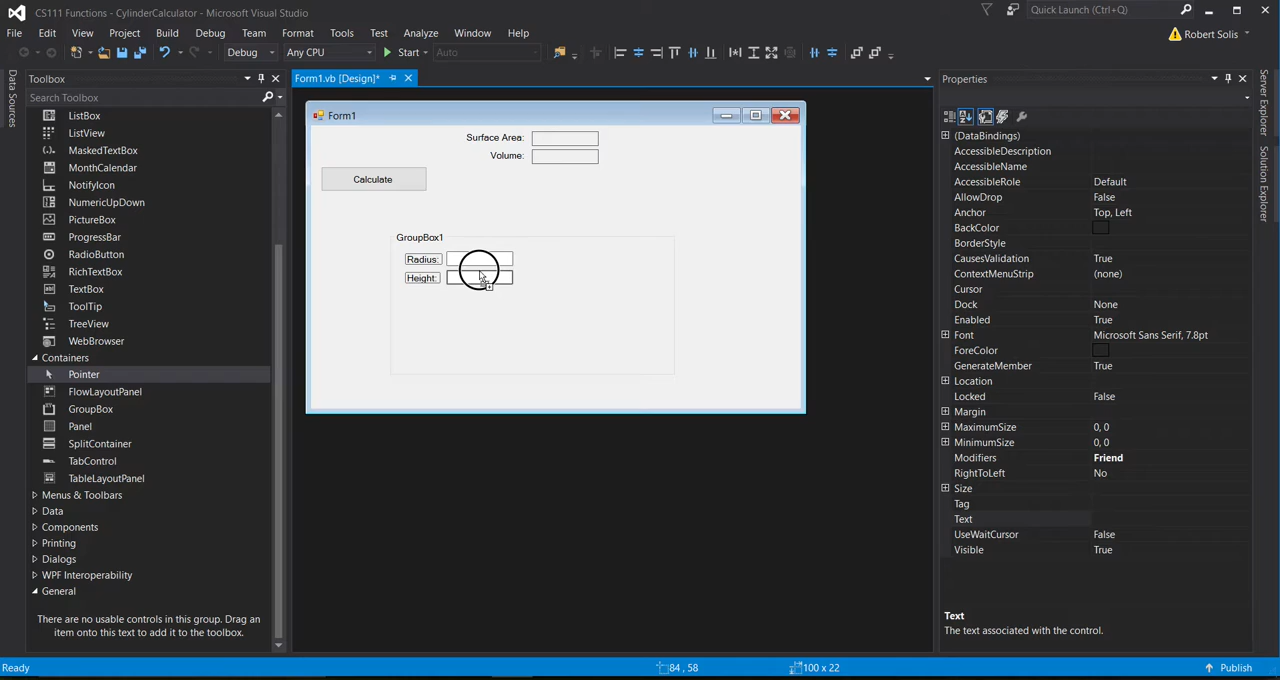 CS111 Functions - CylinderCalculator - Microsoft Visual Studio
Quick Launch (Ctrl+Q)
File Edit View Project Build Debug Team Format Tools Test Analyze Window Help
Robert Solis
Debug Any CPU Start Auto
Data Sources
Toolbox
Search Toolbox
ListBox
ListView
MaskedTextBox
MonthCalendar
NotifyIcon
NumericUpDown
PictureBox
ProgressBar
RadioButton
RichTextBox
TextBox
ToolTip
TreeView
WebBrowser
Containers
Pointer
FlowLayoutPanel
GroupBox
Panel
SplitContainer
TabControl
TableLayoutPanel
Menus & Toolbars
Data
Components
Printing
Dialogs
WPF Interoperability
General
There are no usable controls in this group. Drag an
item onto this text to add it to the toolbox.
Form1.vb [Design]*
Form1
Surface Area:
Volume:
Calculate
GroupBox1
Radius:
Height:
Properties
(DataBindings)
AccessibleDescription
AccessibleName
AccessibleRole Default
AllowDrop False
Anchor Top, Left
BackColor
BorderStyle
CausesValidation True
ContextMenuStrip (none)
Cursor
Dock None
Enabled True
Font Microsoft Sans Serif, 7.8pt
ForeColor
GenerateMember True
Location
Locked False
Margin
MaximumSize 0, 0
MinimumSize 0, 0
Modifiers Friend
RightToLeft No
Size
Tag
Text
UseWaitCursor False
Visible True
Text
The text associated with the control.
Server Explorer
Solution Explorer
Ready
84 , 58
100 x 22
Publish